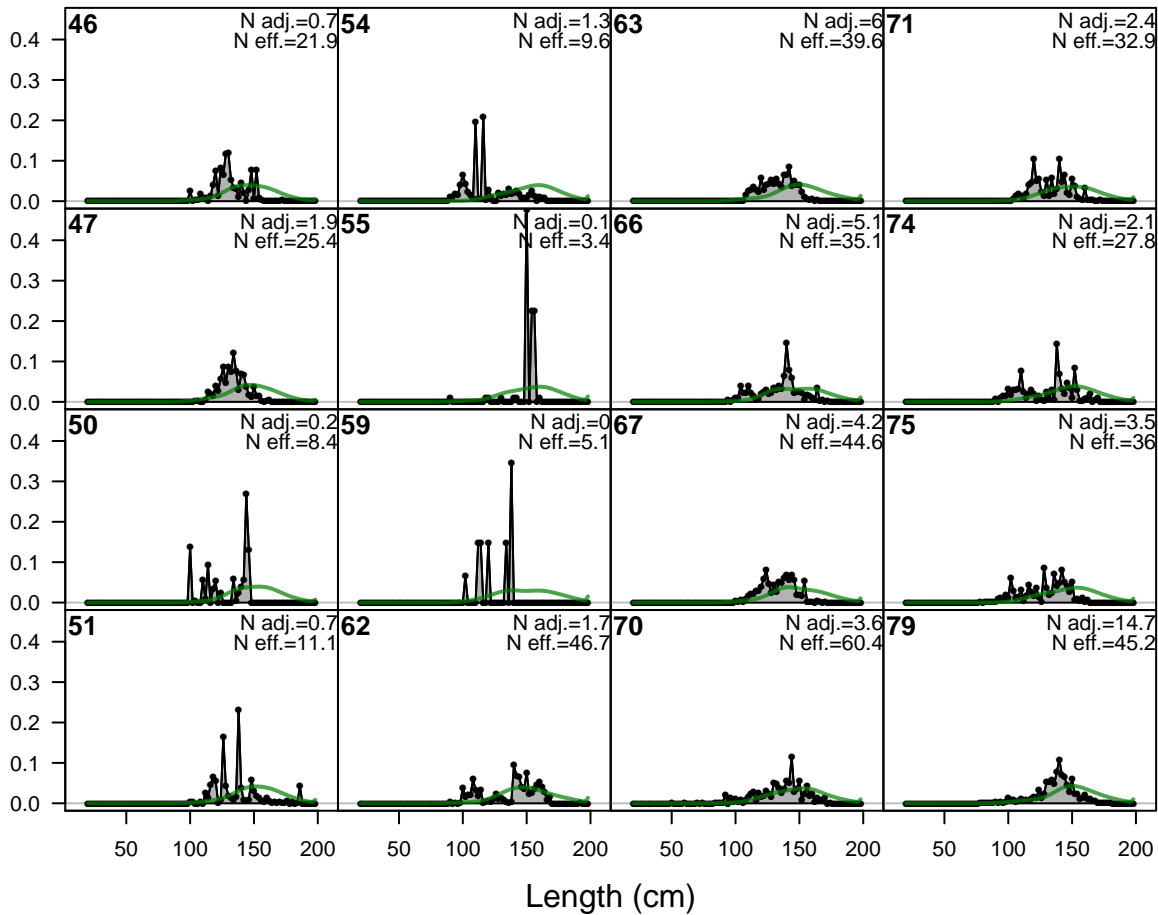 46 N adj.=0.7
N eff.=21.9
54 N adj.=1.3
N eff.=9.6
63 N adj.=6
N eff.=39.6
71 N adj.=2.4
N eff.=32.9
0.4
0.3
0.2
0.1
0.0
47 N adj.=1.9
N eff.=25.4
55 N adj.=0.1
N eff.=3.4
66 N adj.=5.1
N eff.=35.1
74 N adj.=2.1
N eff.=27.8
0.4
0.3
0.2
0.1
0.0
50 N adj.=0.2
N eff.=8.4
59 N adj.=0
N eff.=5.1
67 N adj.=4.2
N eff.=44.6
75 N adj.=3.5
N eff.=36
0.4
0.3
0.2
0.1
0.0
51 N adj.=0.7
N eff.=11.1
62 N adj.=1.7
N eff.=46.7
70 N adj.=3.6
N eff.=60.4
79 N adj.=14.7
N eff.=45.2
0.4
0.3
0.2
0.1
0.0
50 100 150 200 50 100 150 200 50 100 150 200 50 100 150 200
Length (cm)